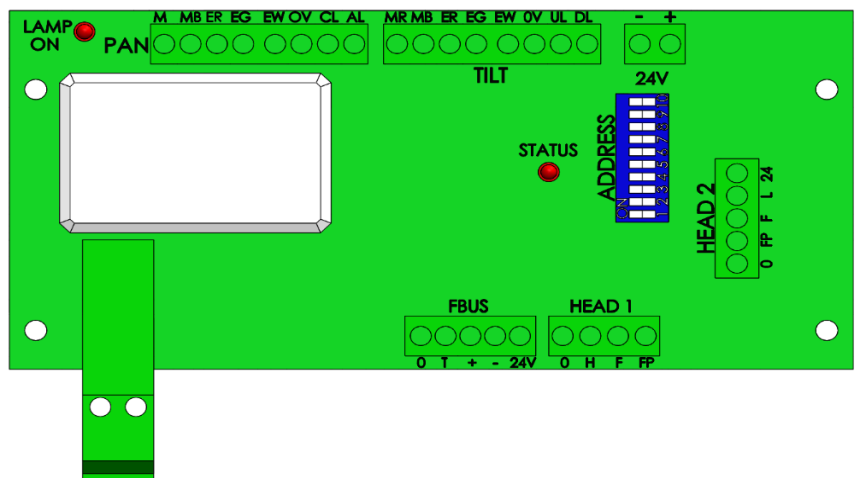 LAMP
ON
PAN
M MB ER EG EW OV CL AL
MR MB ER EG EW 0V UL DL
TILT
- +
24V
STATUS
ADDRESS
ON
1 2 3 4 5 6 7 8 9 10
HEAD 2
0 FP F L 24
FBUS
0 T + - 24V
HEAD 1
0 H F FP